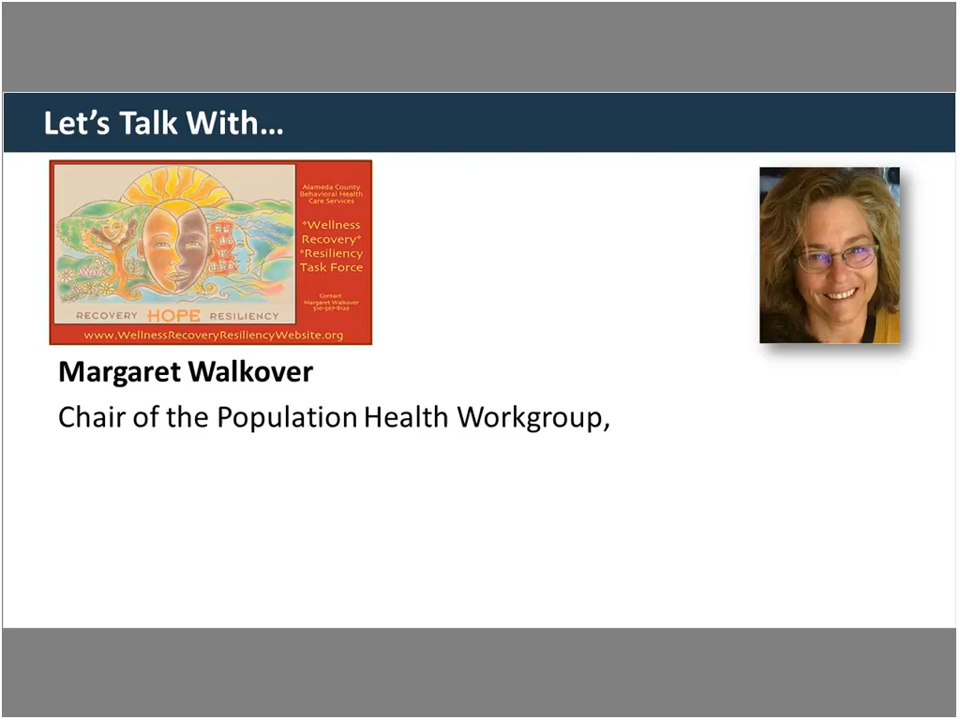 Let's Talk With...
Alameda County
Behavioral Health
Care Services
*Wellness
Recovery*
*Resiliency
Task Force
Contact
Margaret Walkover
RECOVERY HOPE RESILIENCY
www.WellnessRecoveryResiliencyWebsite.org
Margaret Walkover
Chair of the Population Health Workgroup,